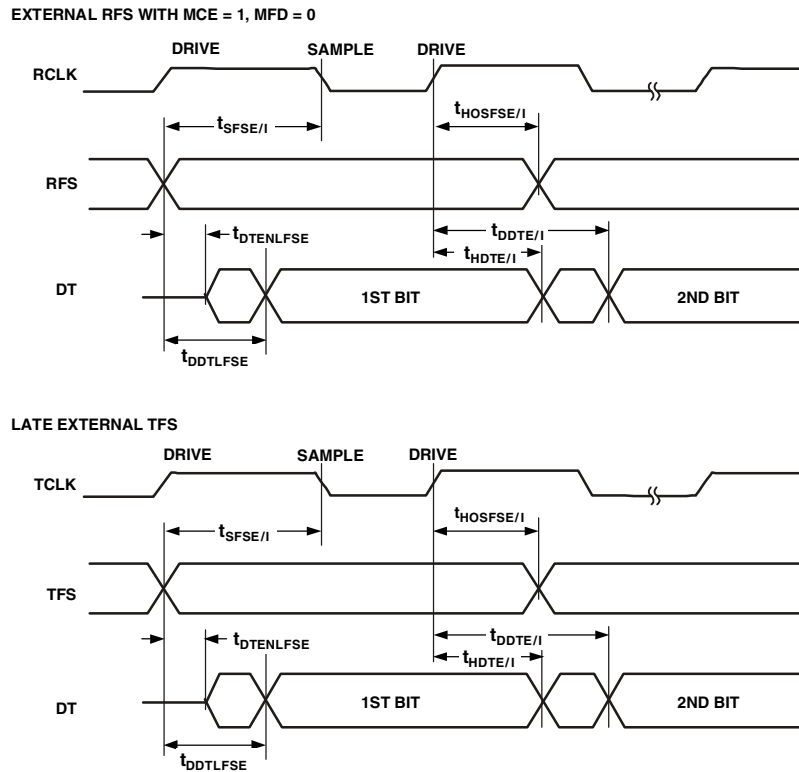 EXTERNAL RFS WITH MCE = 1, MFD = 0
DRIVE SAMPLE DRIVE
RCLK
tSFSE/I tHOSFSE/I
RFS
tDTENLFSE tDDTE/I
tHDTE/I
DT 1ST BIT 2ND BIT
tDDTLFSE
LATE EXTERNAL TFS
DRIVE SAMPLE DRIVE
TCLK
tSFSE/I tHOSFSE/I
TFS
tDTENLFSE tDDTE/I
tHDTE/I
DT 1ST BIT 2ND BIT
tDDTLFSE